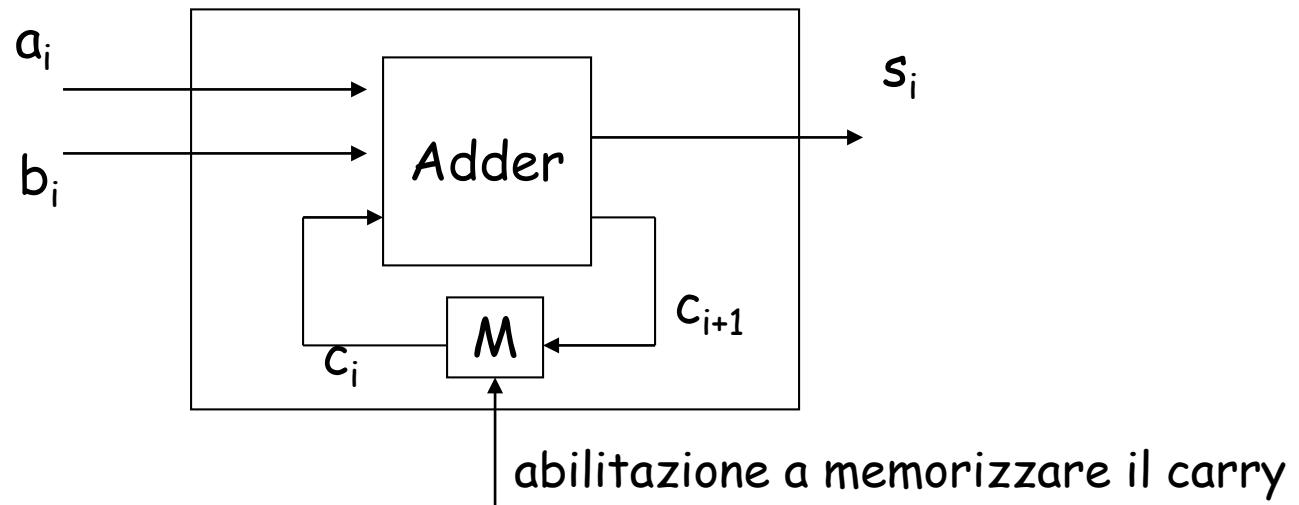 aᵢ
sᵢ
Adder
bᵢ
cᵢ₊₁
M
cᵢ
abilitazione a memorizzare il carry